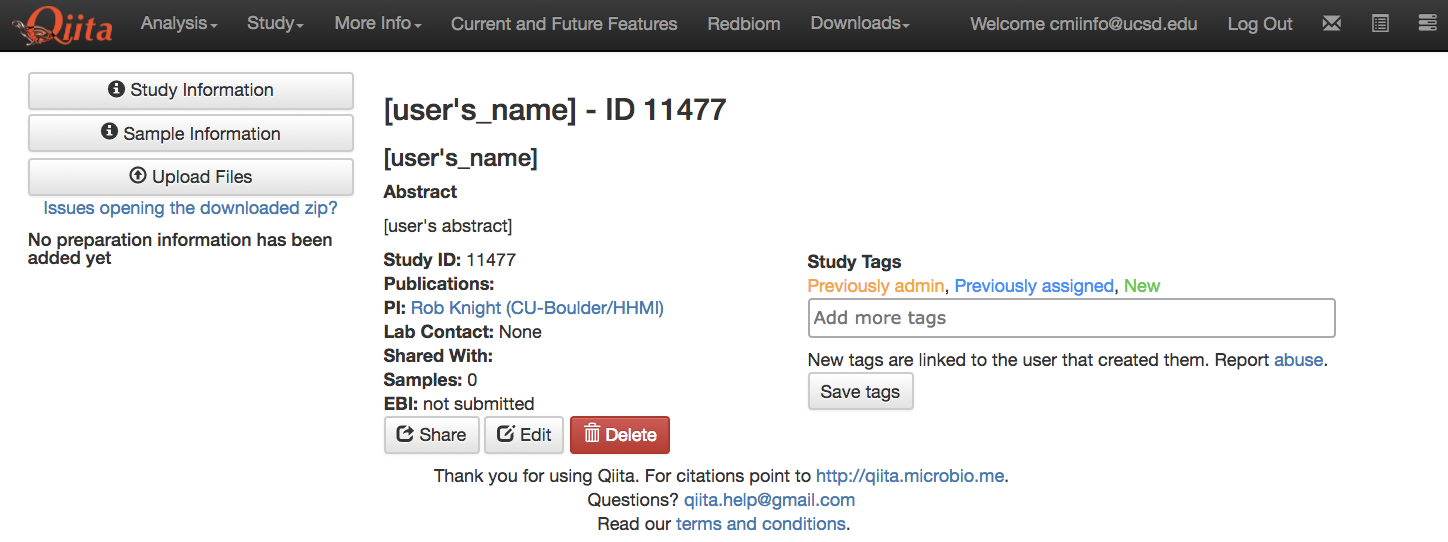 Qiita Analysis Study More Info Current and Future Features Redbiom Downloads Welcome cmiinfo@ucsd.edu Log Out
Study Information
Sample Information
Upload Files
Issues opening the downloaded zip?
No preparation information has been
added yet
[user's_name] - ID 11477
[user's_name]
Abstract
[user's abstract]
Study ID: 11477
Publications:
PI: Rob Knight (CU-Boulder/HHMI)
Lab Contact: None
Shared With:
Samples: 0
EBI: not submitted
Share Edit Delete
Study Tags
Previously admin, Previously assigned, New
Add more tags
New tags are linked to the user that created them. Report abuse.
Save tags
Thank you for using Qiita. For citations point to http://qiita.microbio.me.
Questions? qiita.help@gmail.com
Read our terms and conditions.